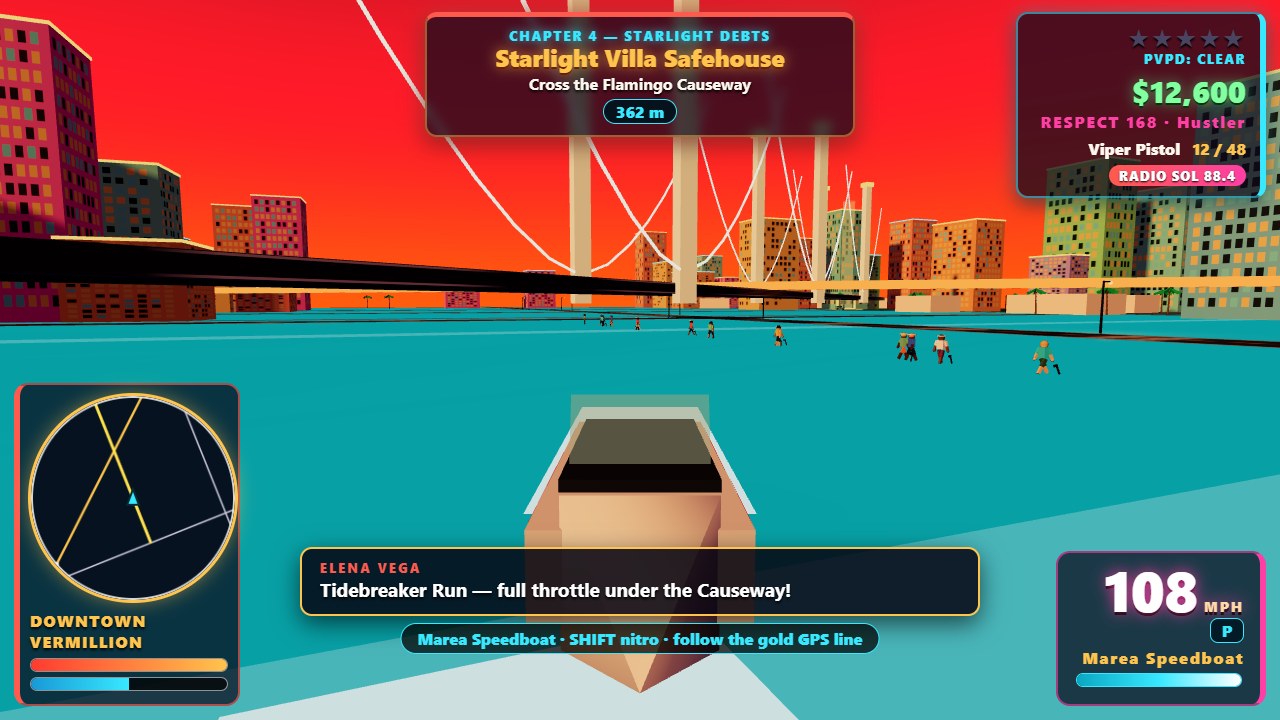 CHAPTER 4 — STARLIGHT DEBTS
Starlight Villa Safehouse
Cross the Flamingo Causeway
362 m
★★★★★
PVPD: CLEAR
$12,600
RESPECT 168 · Hustler
Viper Pistol 12 / 48
RADIO SOL 88.4
DOWNTOWN
VERMILLION
ELENA VEGA
Tidebreaker Run — full throttle under the Causeway!
Marea Speedboat · SHIFT nitro · follow the gold GPS line
108 MPH
P
Marea Speedboat